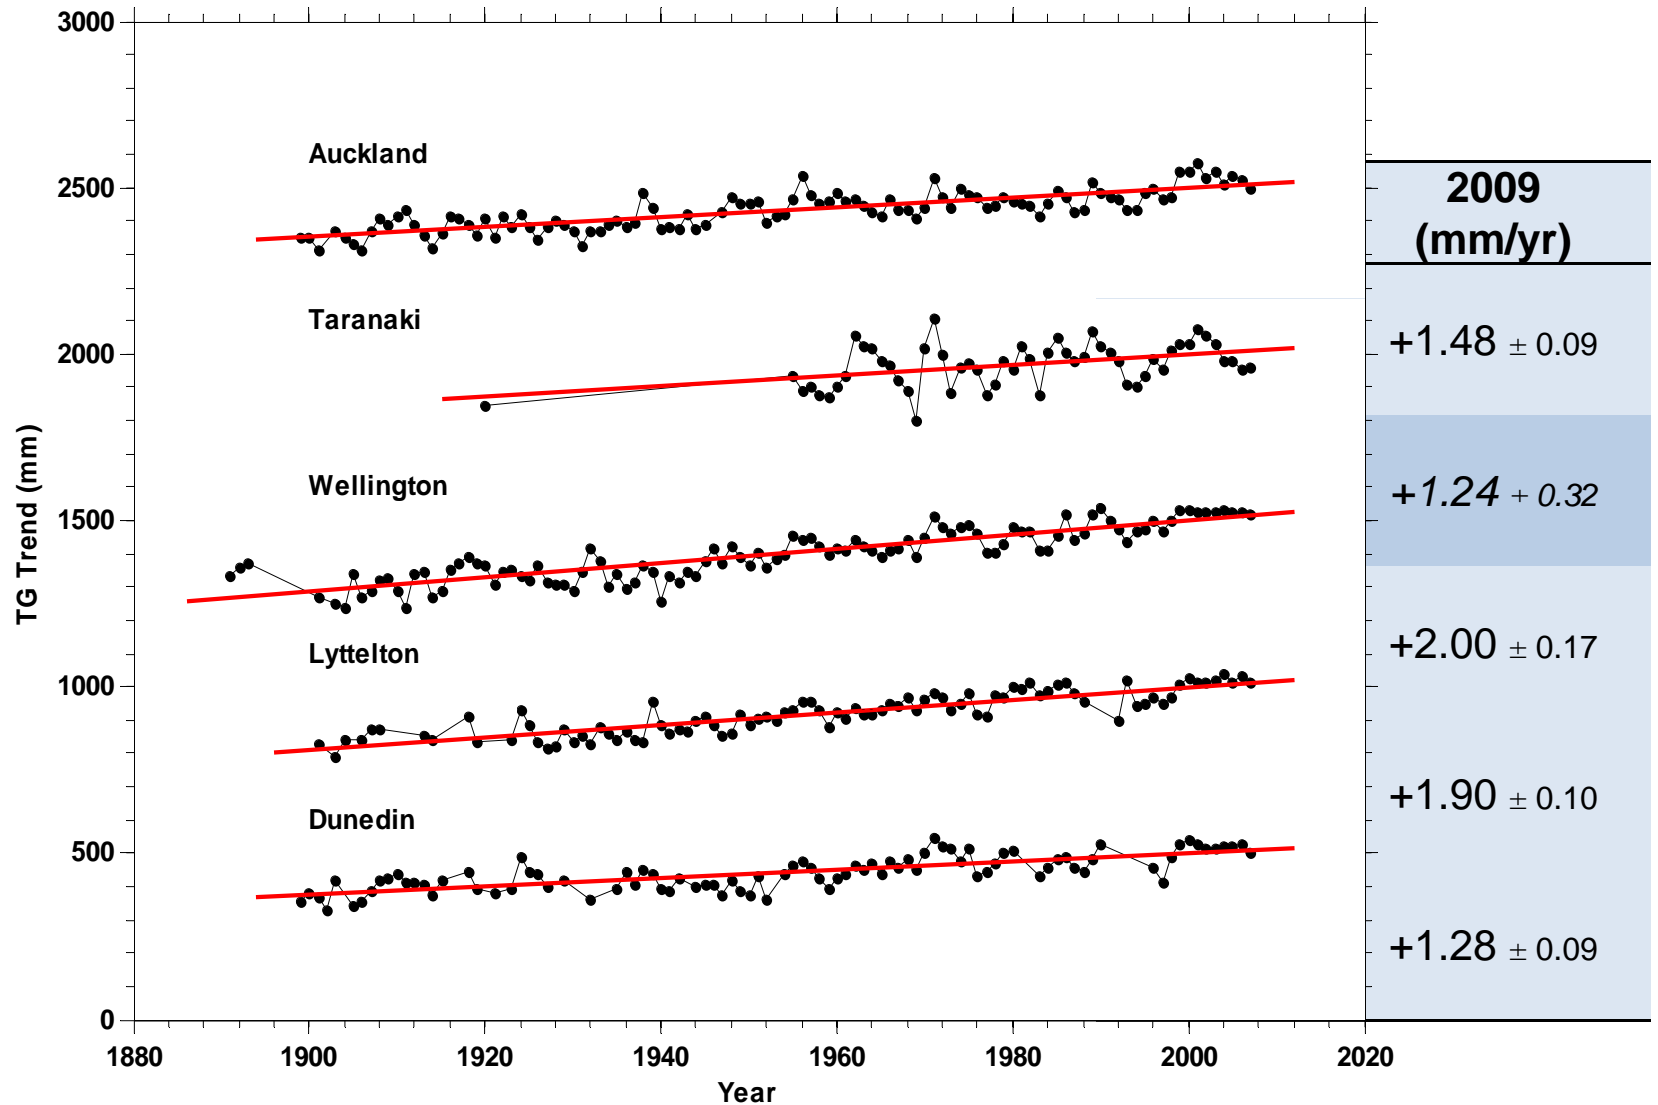 3000
2500
2000
1500
1000
500
0
TG Trend (mm)
Auckland
Taranaki
Wellington
Lyttelton
Dunedin
1880 1900 1920 1940 1960 1980 2000 2020
Year
2009
(mm/yr)
+1.48 ± 0.09
+1.24 + 0.32
+2.00 ± 0.17
+1.90 ± 0.10
+1.28 ± 0.09